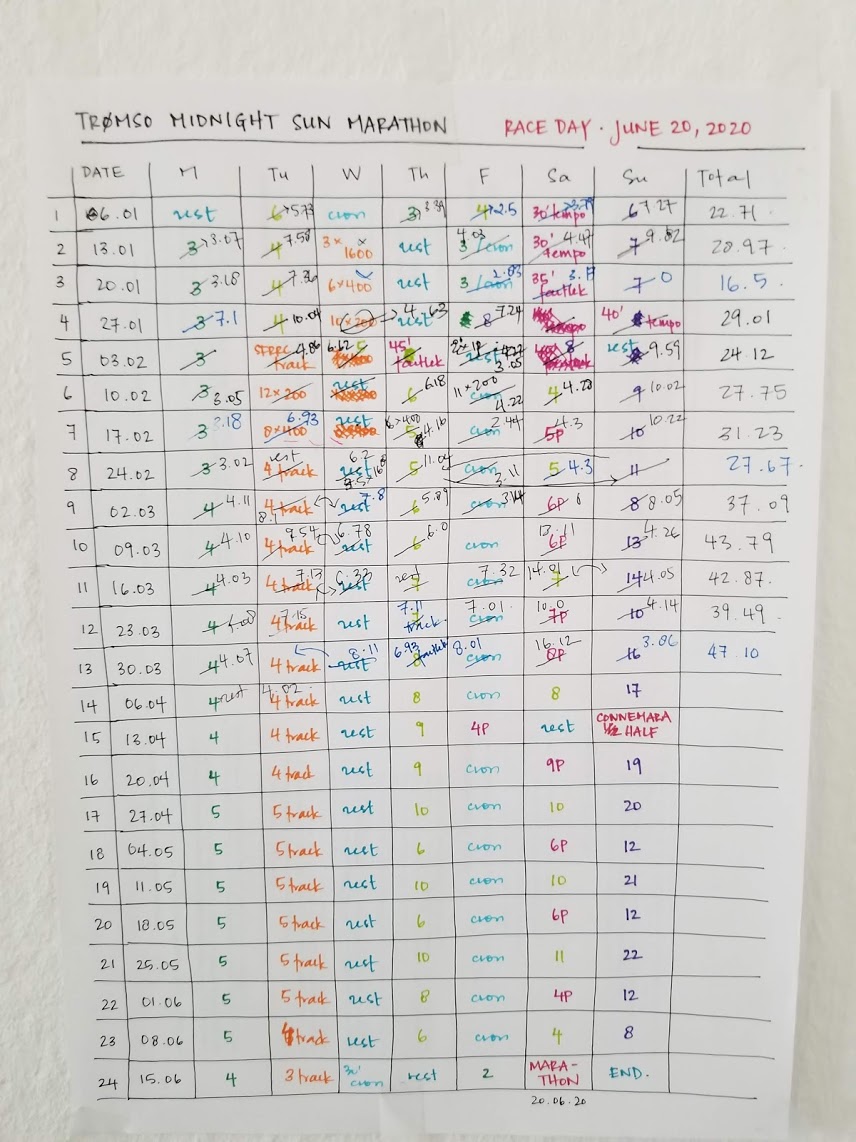 TRØMSO MIDNIGHT SUN MARATHON RACE DAY · JUNE 20, 2020
DATE M Tu W Th F Sa Su Total
1 06.01 rest 6 5.73 cron 3 3.39 4 2.5 30' tempo 3.79 6 7.27 22.71
2 13.01 3 3.07 4 7.58 3 × 1600 rest 4.03 3 / cron 30' tempo 4.47 7 9.82 28.97
3 20.01 3 3.18 4 7.36 6 × 400 rest 3 / cron 2.83 35' fartlek 7 0 16.5
4 27.01 3 7.1 4 10.04 10 × 200 rest 4.63 8 7.24 tempo 40' tempo 29.01
5 03.02 3 SFRRC track 4.86 6.62 5 45' fartlek rest 3.05 8 rest 9.59 24.12
6 10.02 3 3.05 12 × 200 rest 6 6.18 11 × 200 cron 4.22 4 4.28 9 10.02 27.75
7 17.02 3 3.18 8 × 400 6.93 rest 6 × 400 5 4.16 cron 2.44 5P 4.3 10 10.22 31.23
8 24.02 3 3.02 rest 4 track 6.2 rest 5 11.04 cron 3.11 5 4.3 11 27.67
9 02.03 4 4.11 4 track 8.1 rest 7.8 6 5.89 cron 3.14 6P 8 8.05 37.09
10 09.03 4 4.10 4 track 9.54 rest 6.78 6 6.0 cron 6P 13.11 13 4.26 43.79
11 16.03 4 4.03 4 track 7.13 rest 6.33 rest 7 cron 7.32 14.01 7 14 4.05 42.87
12 23.03 4 4 track 7.15 rest 7.11 track cron 7.01 7P 10.0 10 4.14 39.49
13 30.03 4 4.07 4 track rest 8.11 6.93 fartlek 8 cron 8.01 8P 16.12 16 3.86 47.10
14 06.04 4 rest 4 track 4.02 rest 8 cron 8 17
15 13.04 4 4 track rest 9 4P rest CONNEMARA 1/2 HALF
16 20.04 4 4 track rest 9 cron 9P 19
17 27.04 5 5 track rest 10 cron 10 20
18 04.05 5 5 track rest 6 cron 6P 12
19 11.05 5 5 track rest 10 cron 10 21
20 18.05 5 5 track rest 6 cron 6P 12
21 25.05 5 5 track rest 10 cron 11 22
22 01.06 5 5 track rest 8 cron 4P 12
23 08.06 5 4 track rest 6 cron 4 8
24 15.06 4 3 track 30' cron rest 2 MARA-THON END.
20.06.20